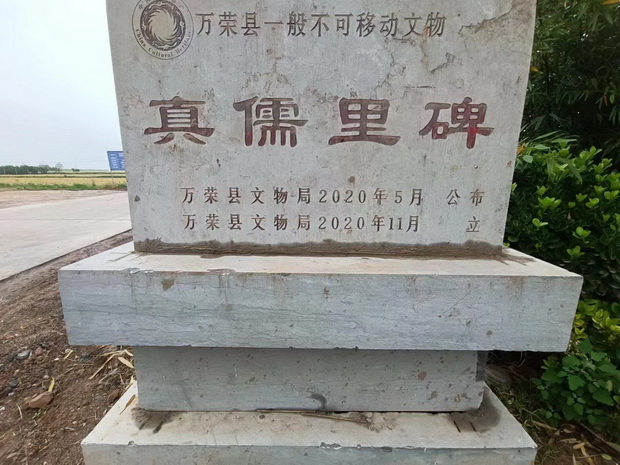 万荣县一般不可移动文物
真儒里碑
万荣县文物局2020年5月 公布
万荣县文物局2020年11月 立